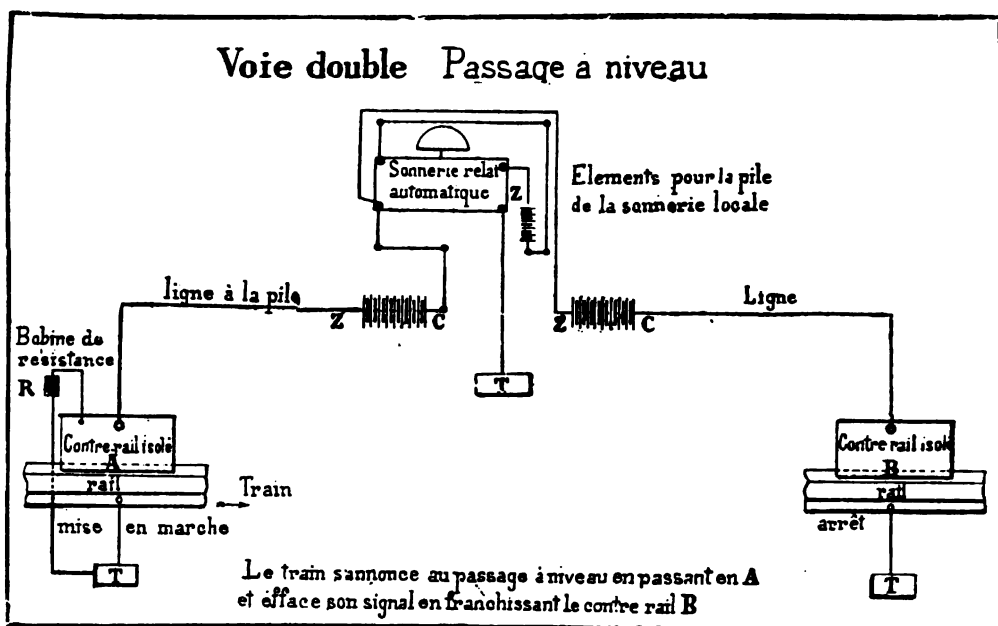 Voie double Passage à niveau
Sonnerie relat
automatique
Z
Elements pour la pile
de la sonnerie locale
ligne à la pile
Z
C
Z
C
Ligne
Bobine de
résistance
R
T
Contre rail isolé
A
rail
Train
mise en marche
T
Contre rail isolé
B
rail
arrêt
T
Le train s'annonce au passage à niveau en passant en A
et efface son signal en franchissant le contre rail B